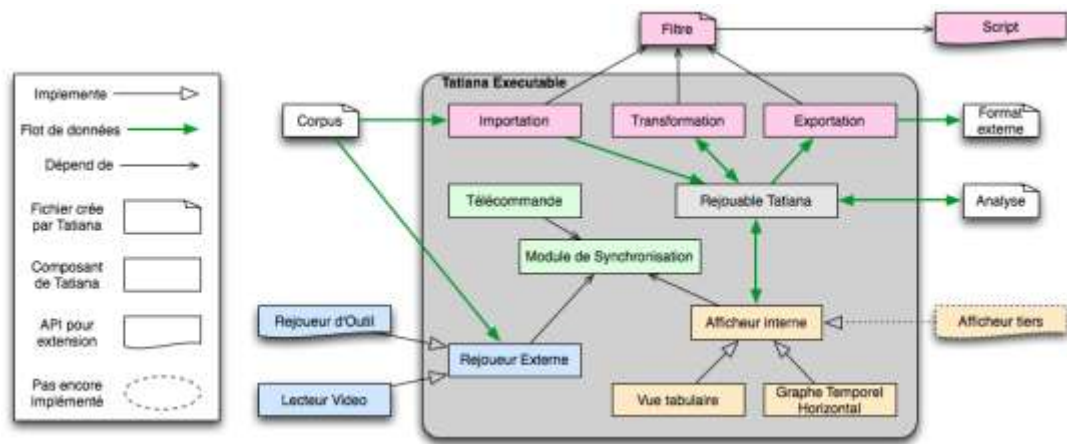 Filtre
Script
Tatiana Executable
Implemente
Flot de données
Dépend de
Fichier crée
par Tatiana
Composant
de Tatiana
API pour
extension
Pas encore
implémenté
Corpus
Importation
Transformation
Exportation
Format
externe
Télécommande
Rejouable Tatiana
Analyse
Module de Synchronisation
Rejoueur d'Outil
Afficheur interne
Afficheur tiers
Rejoueur Externe
Lecteur Video
Vue tabulaire
Graphe Temporel
Horizontal